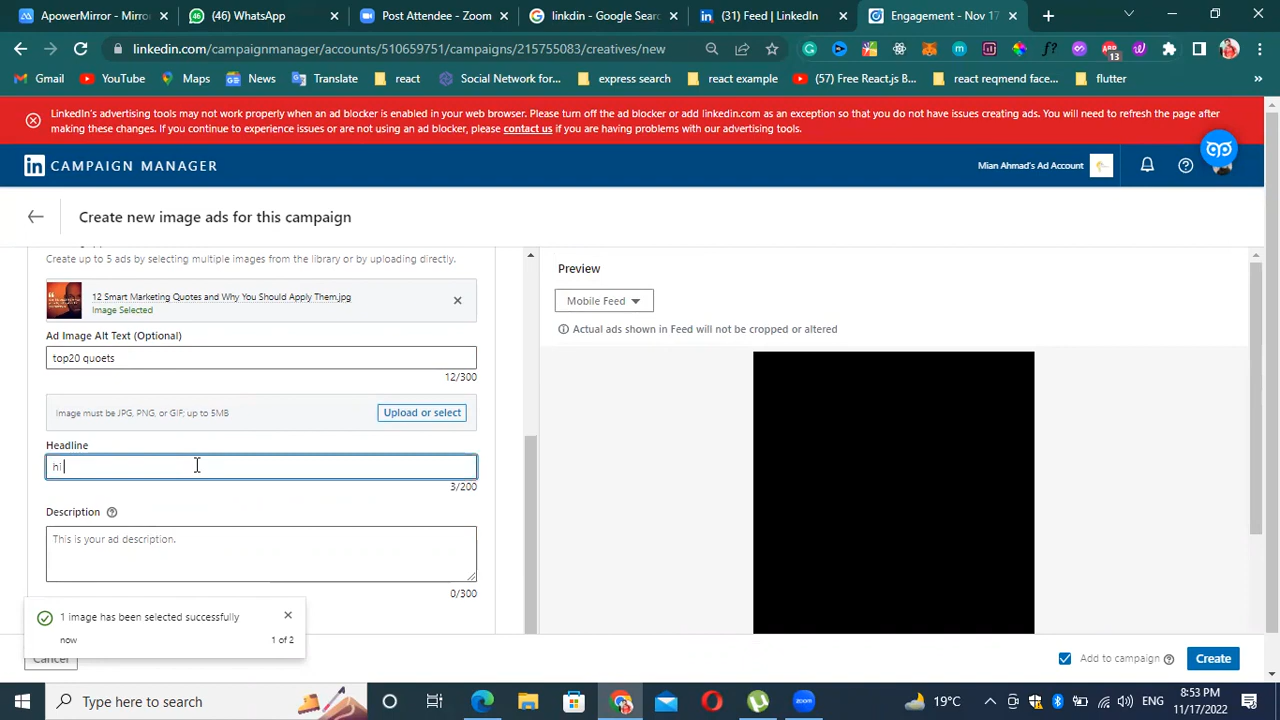 ApowerMirror - Mirror
(46) WhatsApp
Post Attendee - Zoom
linkdin - Google Sear
(31) Feed | LinkedIn
Engagement - Nov 17
linkedin.com/campaignmanager/accounts/510659751/campaigns/215755083/creatives/new
13
Gmail
YouTube
Maps
News
Translate
react
Social Network for...
express search
react example
(57) Free React.js B...
react reqmend face...
flutter
LinkedIn's advertising tools may not work properly when an ad blocker is enabled in your web browser. Please turn off the ad blocker or add linkedin.com as an exception so that you do not have issues creating ads. You will need to refresh the page after
making these changes. If you continue to experience issues or are not using an ad blocker, please contact us if you are having problems with our advertising tools.
in CAMPAIGN MANAGER
Mian Ahmad's Ad Account
Create new image ads for this campaign
Create up to 5 ads by selecting multiple images from the library or by uploading directly.
12 Smart Marketing Quotes and Why You Should Apply Them.jpg
Image Selected
Ad Image Alt Text (Optional)
top20 quoets
12/300
Image must be JPG, PNG, or GIF; up to 5MB
Upload or select
Headline
hi
3/200
Description
This is your ad description.
0/300
1 image has been selected successfully
now
1 of 2
Cancel
Preview
Mobile Feed
Actual ads shown in Feed will not be cropped or altered
Add to campaign
Create
Type here to search
19°C
ENG
8:53 PM
11/17/2022